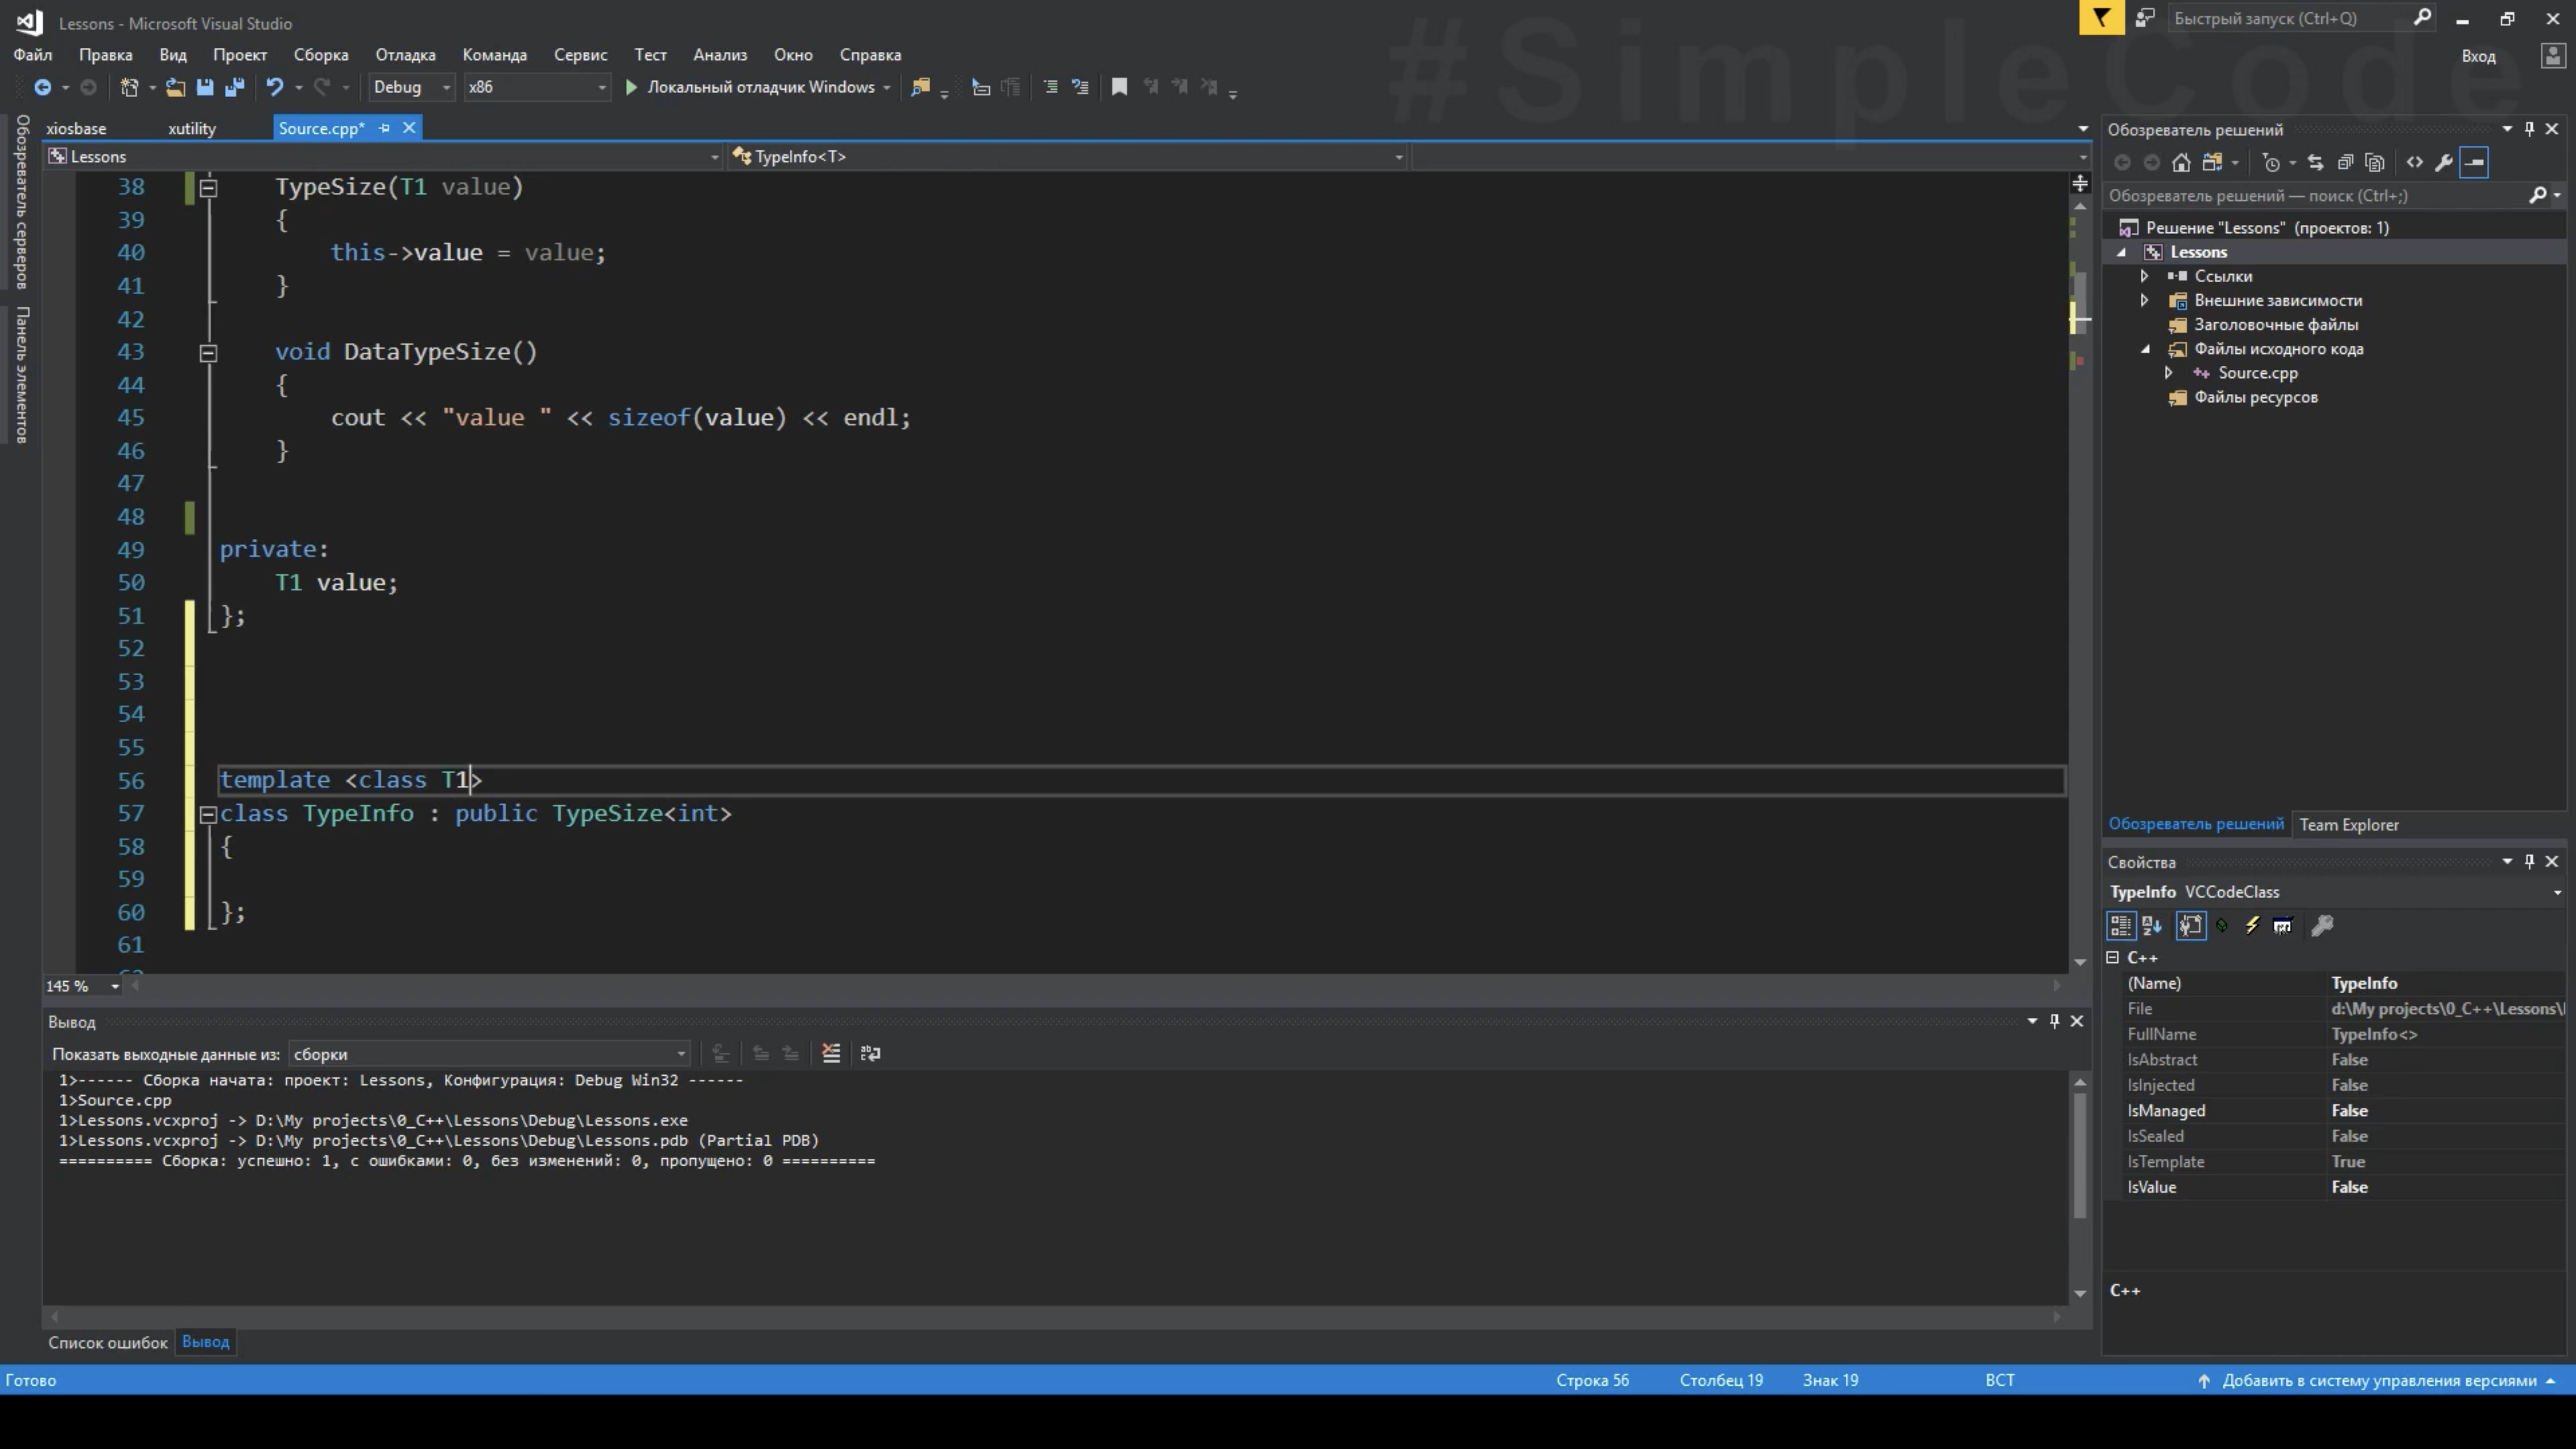 Lessons - Microsoft Visual Studio
Быстрый запуск (Ctrl+Q)
#SimpleCode
Файл Правка Вид Проект Сборка Отладка Команда Сервис Тест Анализ Окно Справка
Вход
Debug x86 Локальный отладчик Windows
Обозреватель серверов
Панель элементов
xiosbase xutility Source.cpp*
Lessons TypeInfo<T>
38 TypeSize(T1 value)
39 {
40 this->value = value;
41 }
42
43 void DataTypeSize()
44 {
45 cout << "value " << sizeof(value) << endl;
46 }
47
48
49 private:
50 T1 value;
51 };
52
53
54
55
56 template <class T1>
57 class TypeInfo : public TypeSize<int>
58 {
59
60 };
61
145 %
Вывод
Показать выходные данные из: сборки
1>------ Сборка начата: проект: Lessons, Конфигурация: Debug Win32 ------
1>Source.cpp
1>Lessons.vcxproj -> D:\My projects\0_C++\Lessons\Debug\Lessons.exe
1>Lessons.vcxproj -> D:\My projects\0_C++\Lessons\Debug\Lessons.pdb (Partial PDB)
========== Сборка: успешно: 1, с ошибками: 0, без изменений: 0, пропущено: 0 ==========
Список ошибок Вывод
Обозреватель решений
Обозреватель решений — поиск (Ctrl+;)
Решение "Lessons" (проектов: 1)
Lessons
Ссылки
Внешние зависимости
Заголовочные файлы
Файлы исходного кода
Source.cpp
Файлы ресурсов
Обозреватель решений Team Explorer
Свойства
TypeInfo VCCodeClass
C++
(Name) TypeInfo
File d:\My projects\0_C++\Lessons\
FullName TypeInfo<>
IsAbstract False
IsInjected False
IsManaged False
IsSealed False
IsTemplate True
IsValue False
C++
Готово Строка 56 Столбец 19 Знак 19 ВСТ Добавить в систему управления версиями